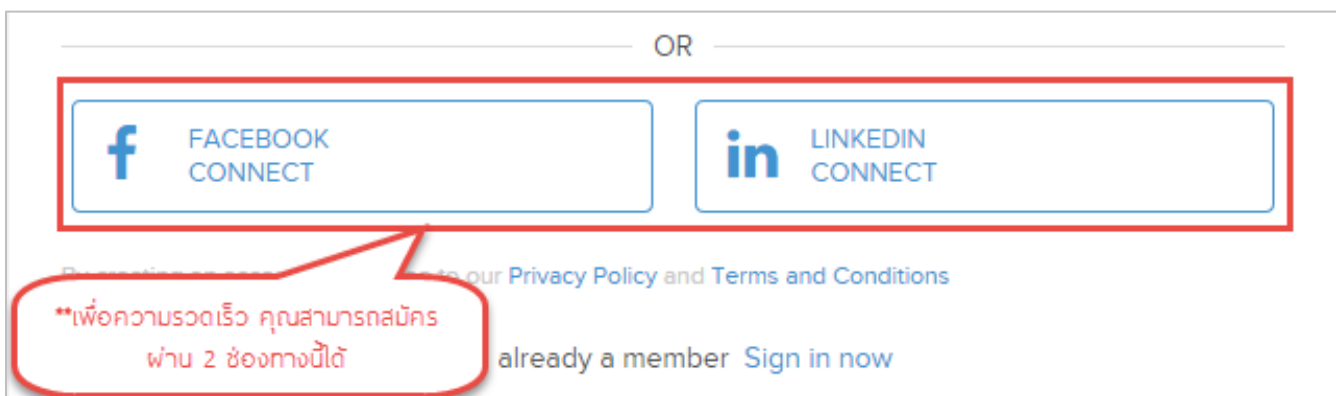 OR
FACEBOOK
CONNECT
LINKEDIN
CONNECT
to our Privacy Policy and Terms and Conditions
**เพื่อความรวดเร็ว คุณสามารถสมัคร
ผ่าน 2 ช่องทางนี้ได้
already a member Sign in now